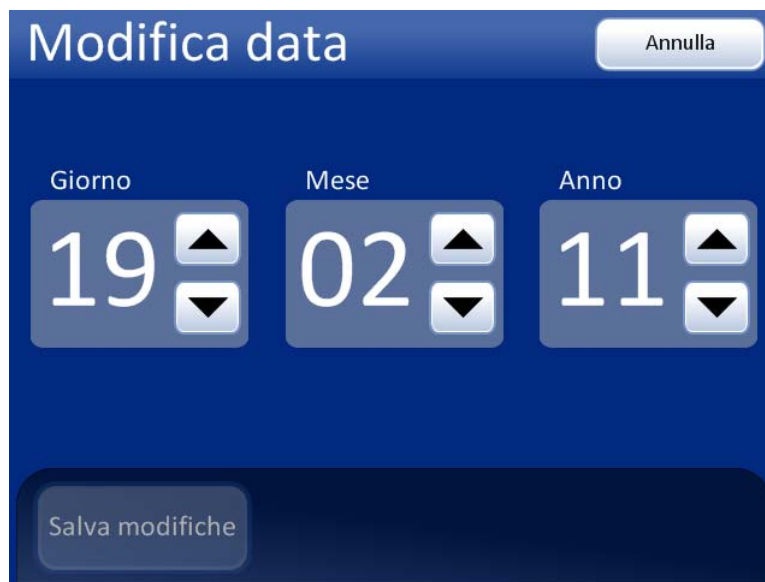 Modifica data
Annulla
Giorno
Mese
Anno
19
02
11
Salva modifiche